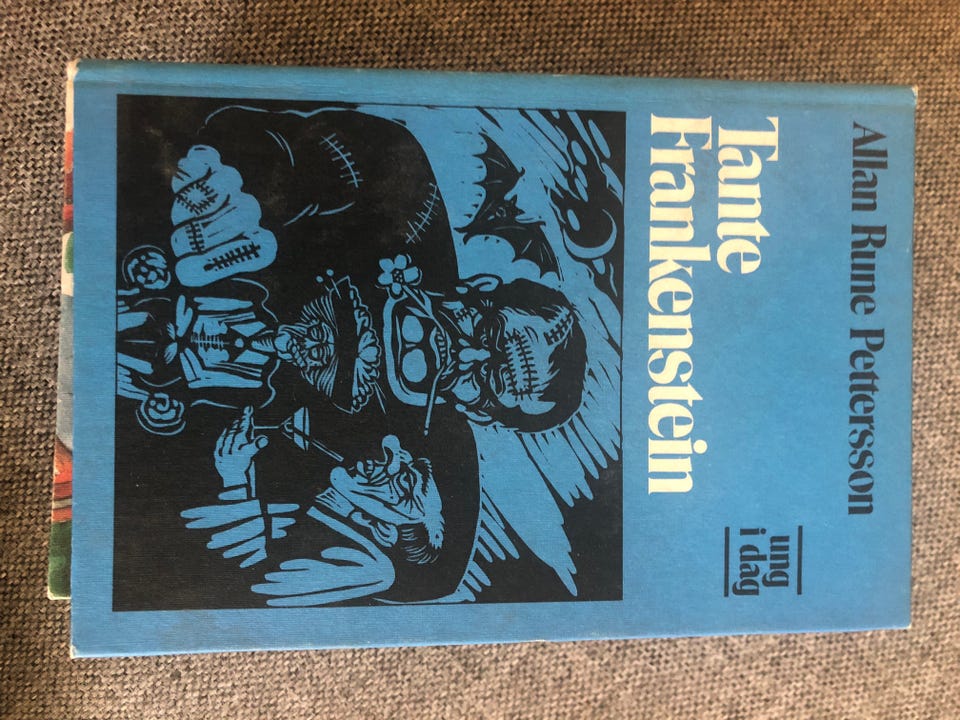 Allan Rune Pettersson
Tante
Frankenstein
ung
i dag